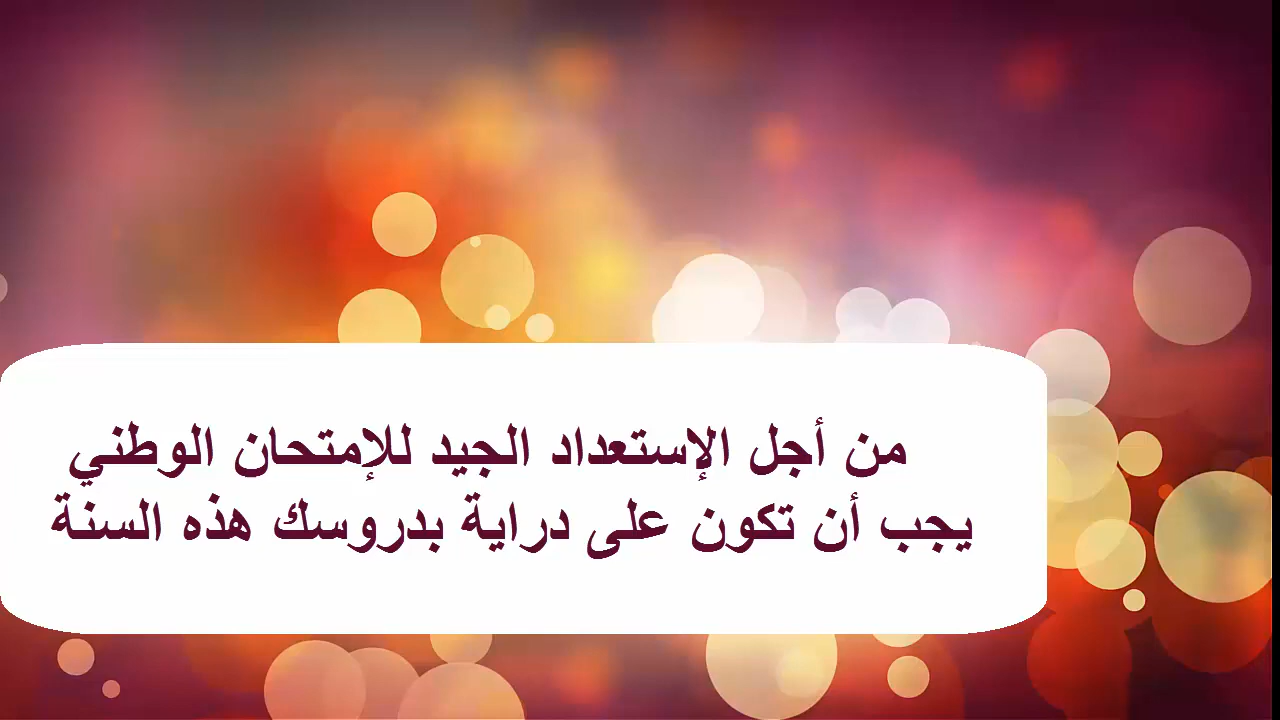 من أجل الإستعداد الجيد للإمتحان الوطني
يجب أن تكون على دراية بدروسك هذه السنة